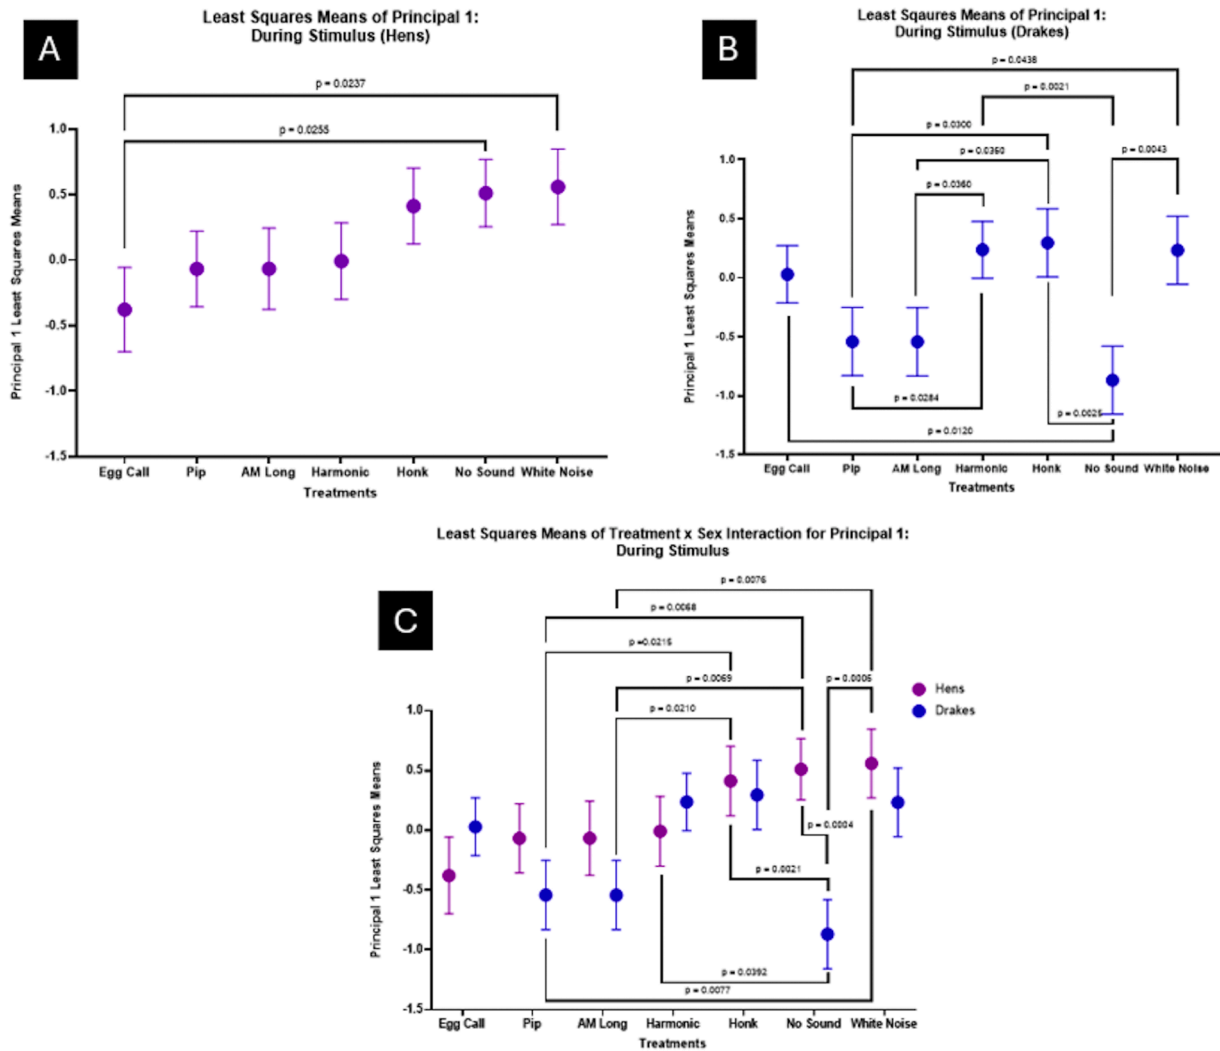 A
Least Squares Means of Principal 1:
During Stimulus (Hens)
p = 0.0237
p = 0.0255
1.0
0.5
0.0
-0.5
-1.0
-1.5
Principal 1 Least Squares Means
Egg Call Pip AM Long Harmonic Honk No Sound White Noise
Treatments
B
Least Sqaures Means of Principal 1:
During Stimulus (Drakes)
p = 0.0438
p = 0.0021
p = 0.0300
p = 0.0350
p = 0.0043
p = 0.0360
1.0
0.5
0.0
-0.5
-1.0
-1.5
Principal 1 Least Squares Means
p = 0.0284
p = 0.0025
p = 0.0120
Egg Call Pip AM Long Harmonic Honk No Sound White Noise
Treatments
C
Least Squares Means of Treatment x Sex Interaction for Principal 1:
During Stimulus
p = 0.0076
p = 0.0068
p =0.0215
p = 0.0069
p = 0.0005
p = 0.0210
Hens
Drakes
1.0
0.5
0.0
-0.5
-1.0
-1.5
Principal 1 Least Squares Means
p = 0.0004
p = 0.0021
p = 0.0392
p = 0.0077
Egg Call Pip AM Long Harmonic Honk No Sound White Noise
Treatments